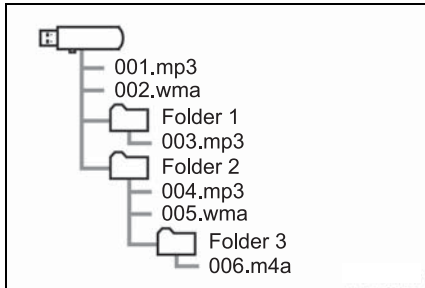 001.mp3
002.wma
Folder 1
003.mp3
Folder 2
004.mp3
005.wma
Folder 3
006.m4a